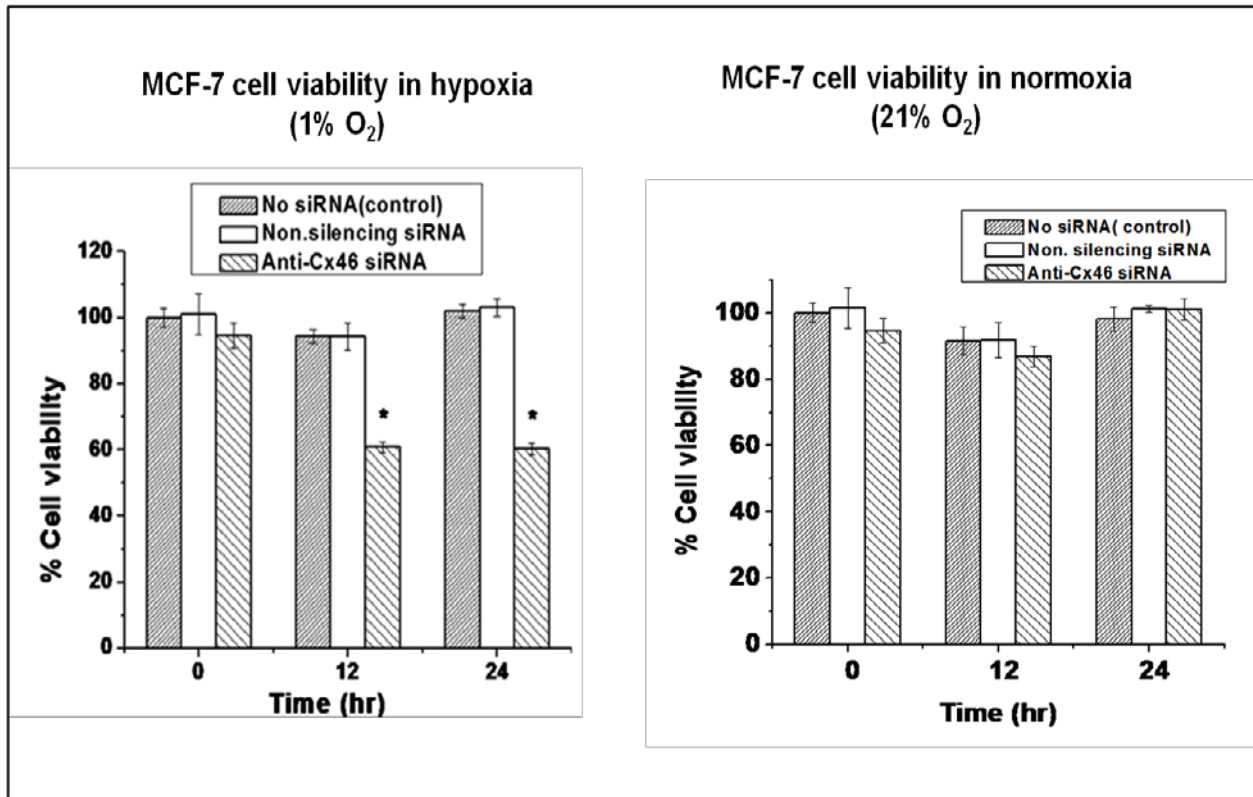 MCF-7 cell viability in hypoxia
(1% O₂)
No siRNA(control)
Non.silencing siRNA
Anti-Cx46 siRNA
120
100
80
60
40
20
0
% Cell viability
*
*
0 12 24
Time (hr)
MCF-7 cell viability in normoxia
(21% O₂)
No siRNA( control)
Non. silencing siRNA
Anti-Cx46 siRNA
100
80
60
40
20
0
% Cell viability
0 12 24
Time (hr)